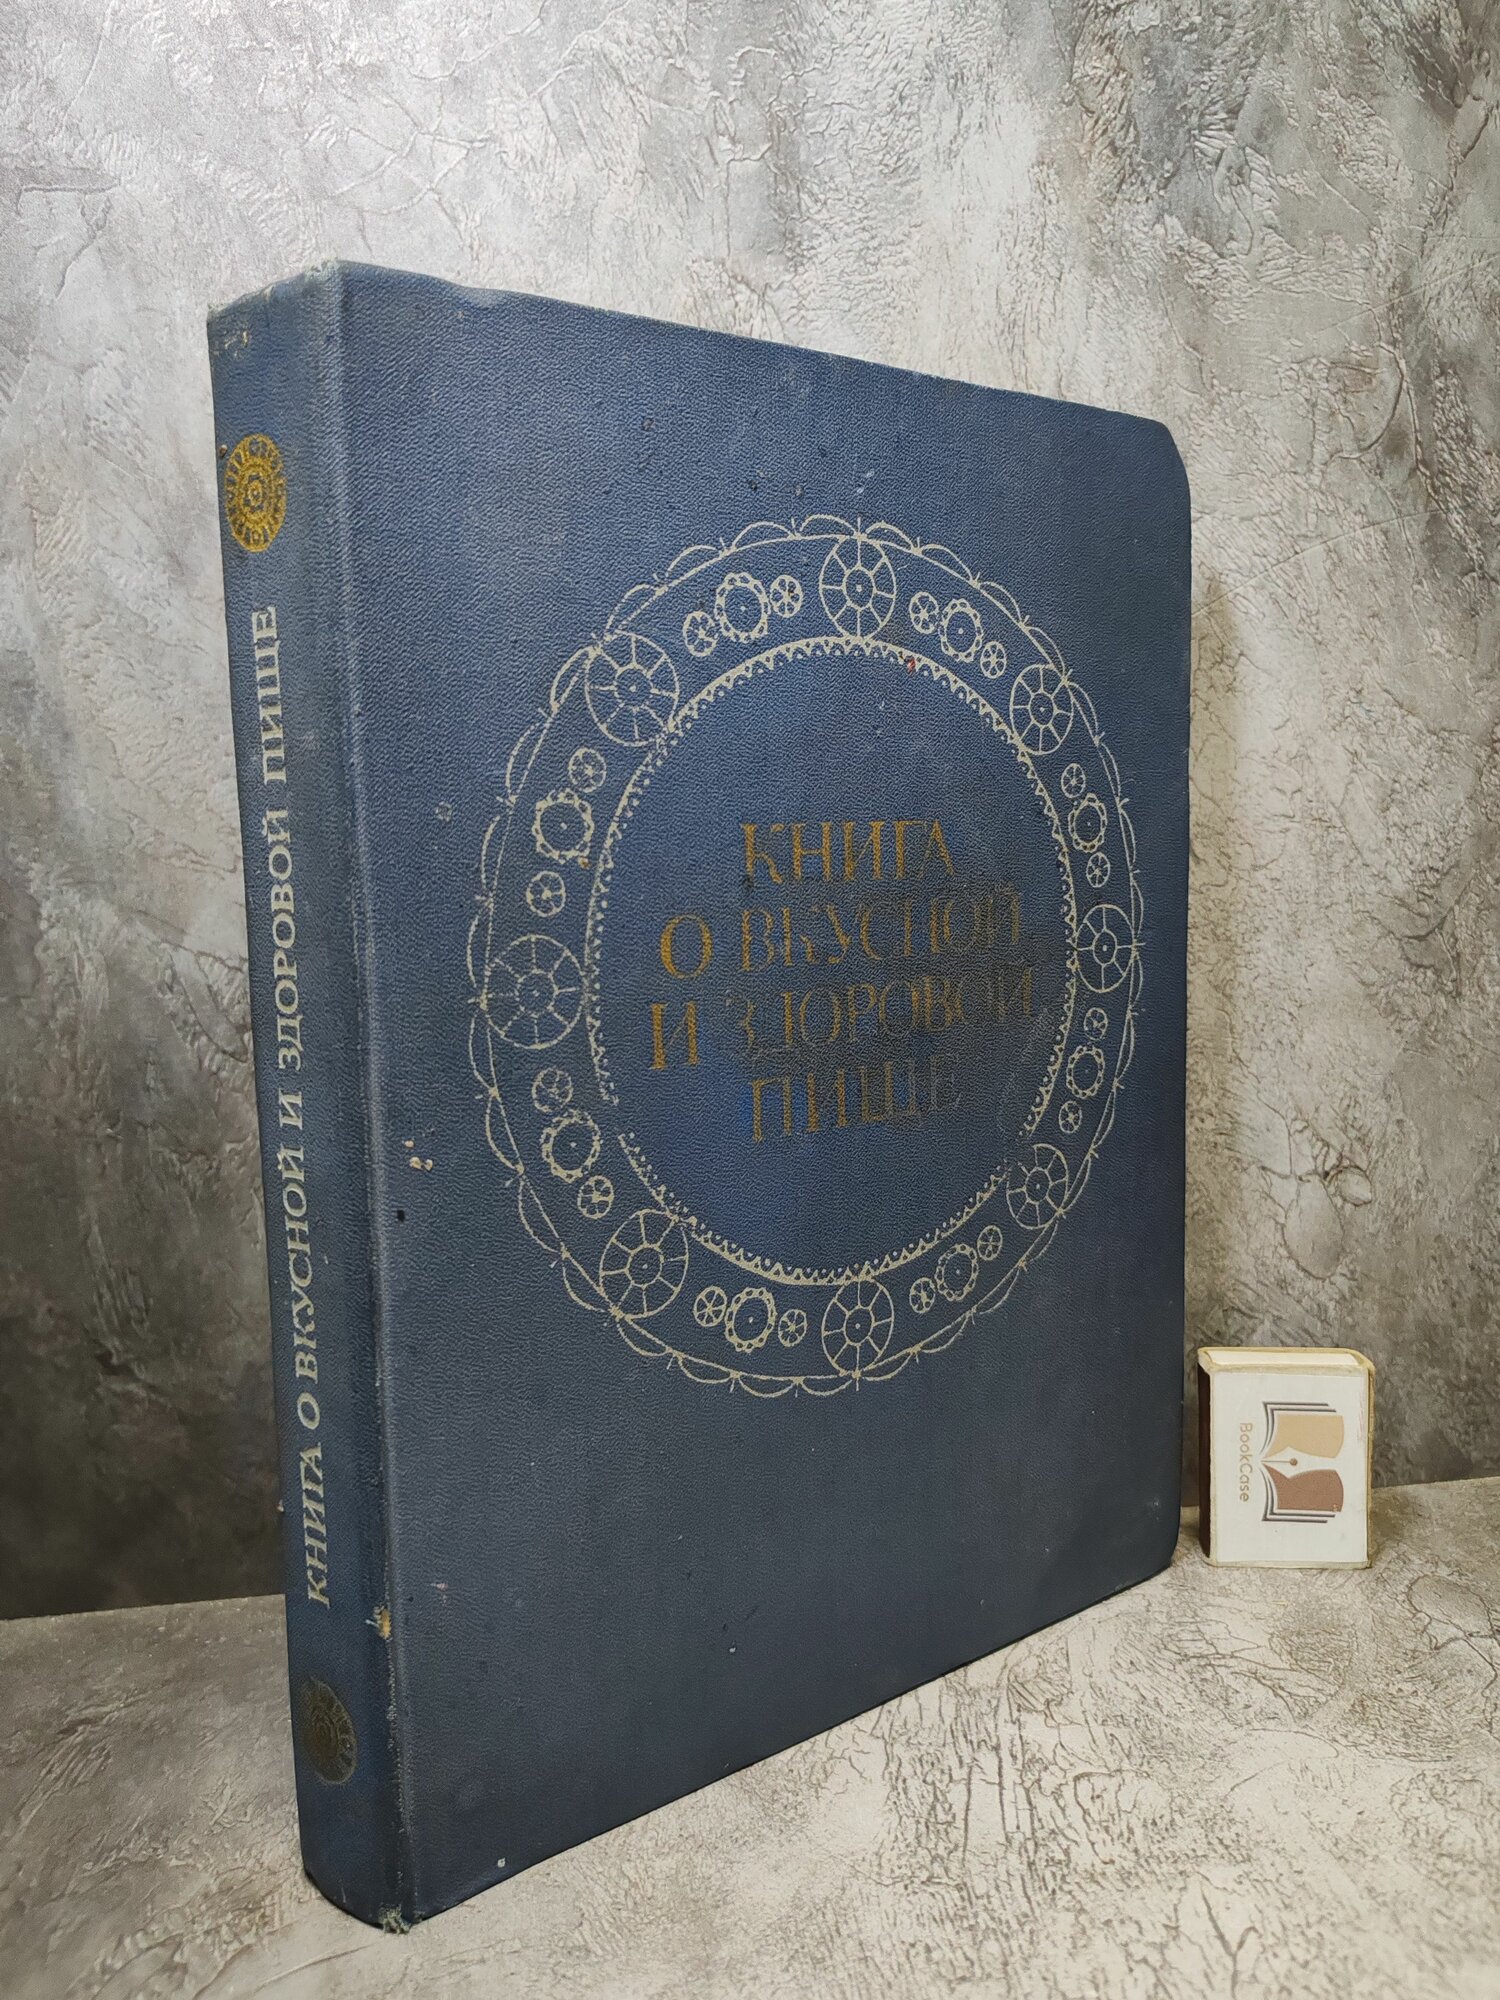 КНИГА О ВКУСНОЙ И ЗДОРОВОЙ ПИЩЕ
КНИГА
О ВКУСНОЙ
И ЗДОРОВОЙ
ПИЩЕ
BookCase